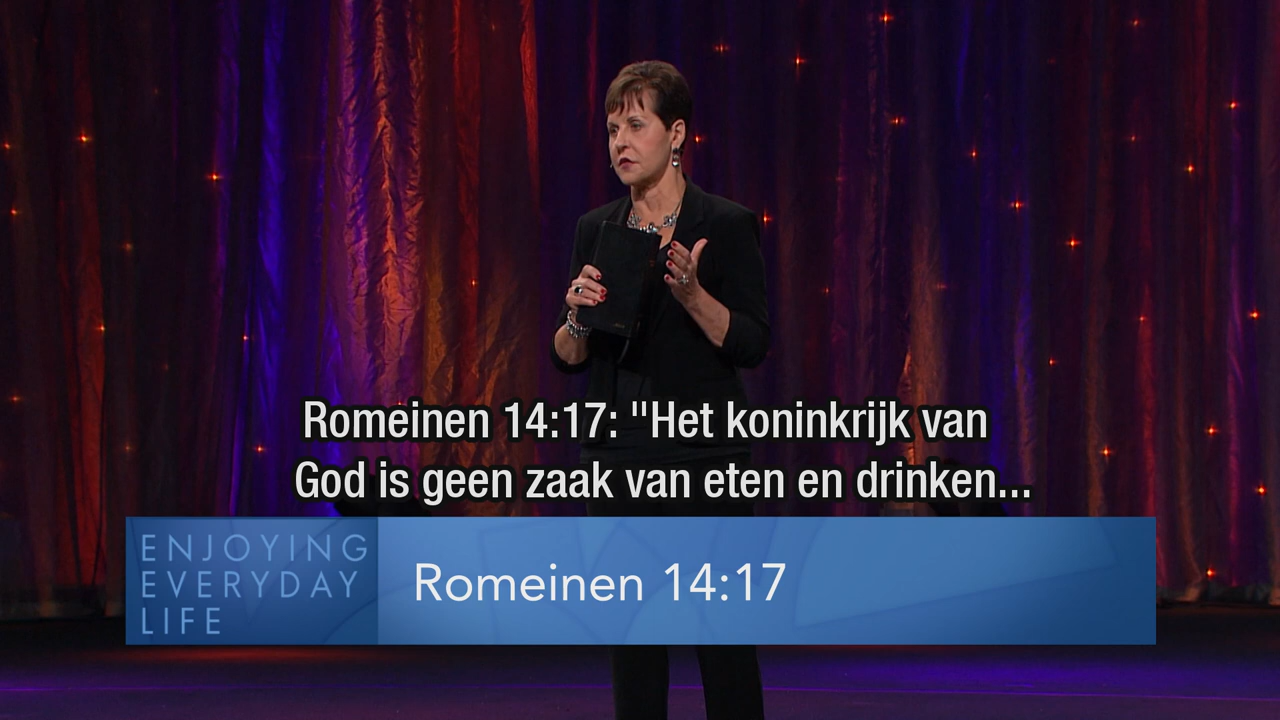 Romeinen 14:17: "Het koninkrijk van
God is geen zaak van eten en drinken...
ENJOYING
EVERYDAY
LIFE
Romeinen 14:17